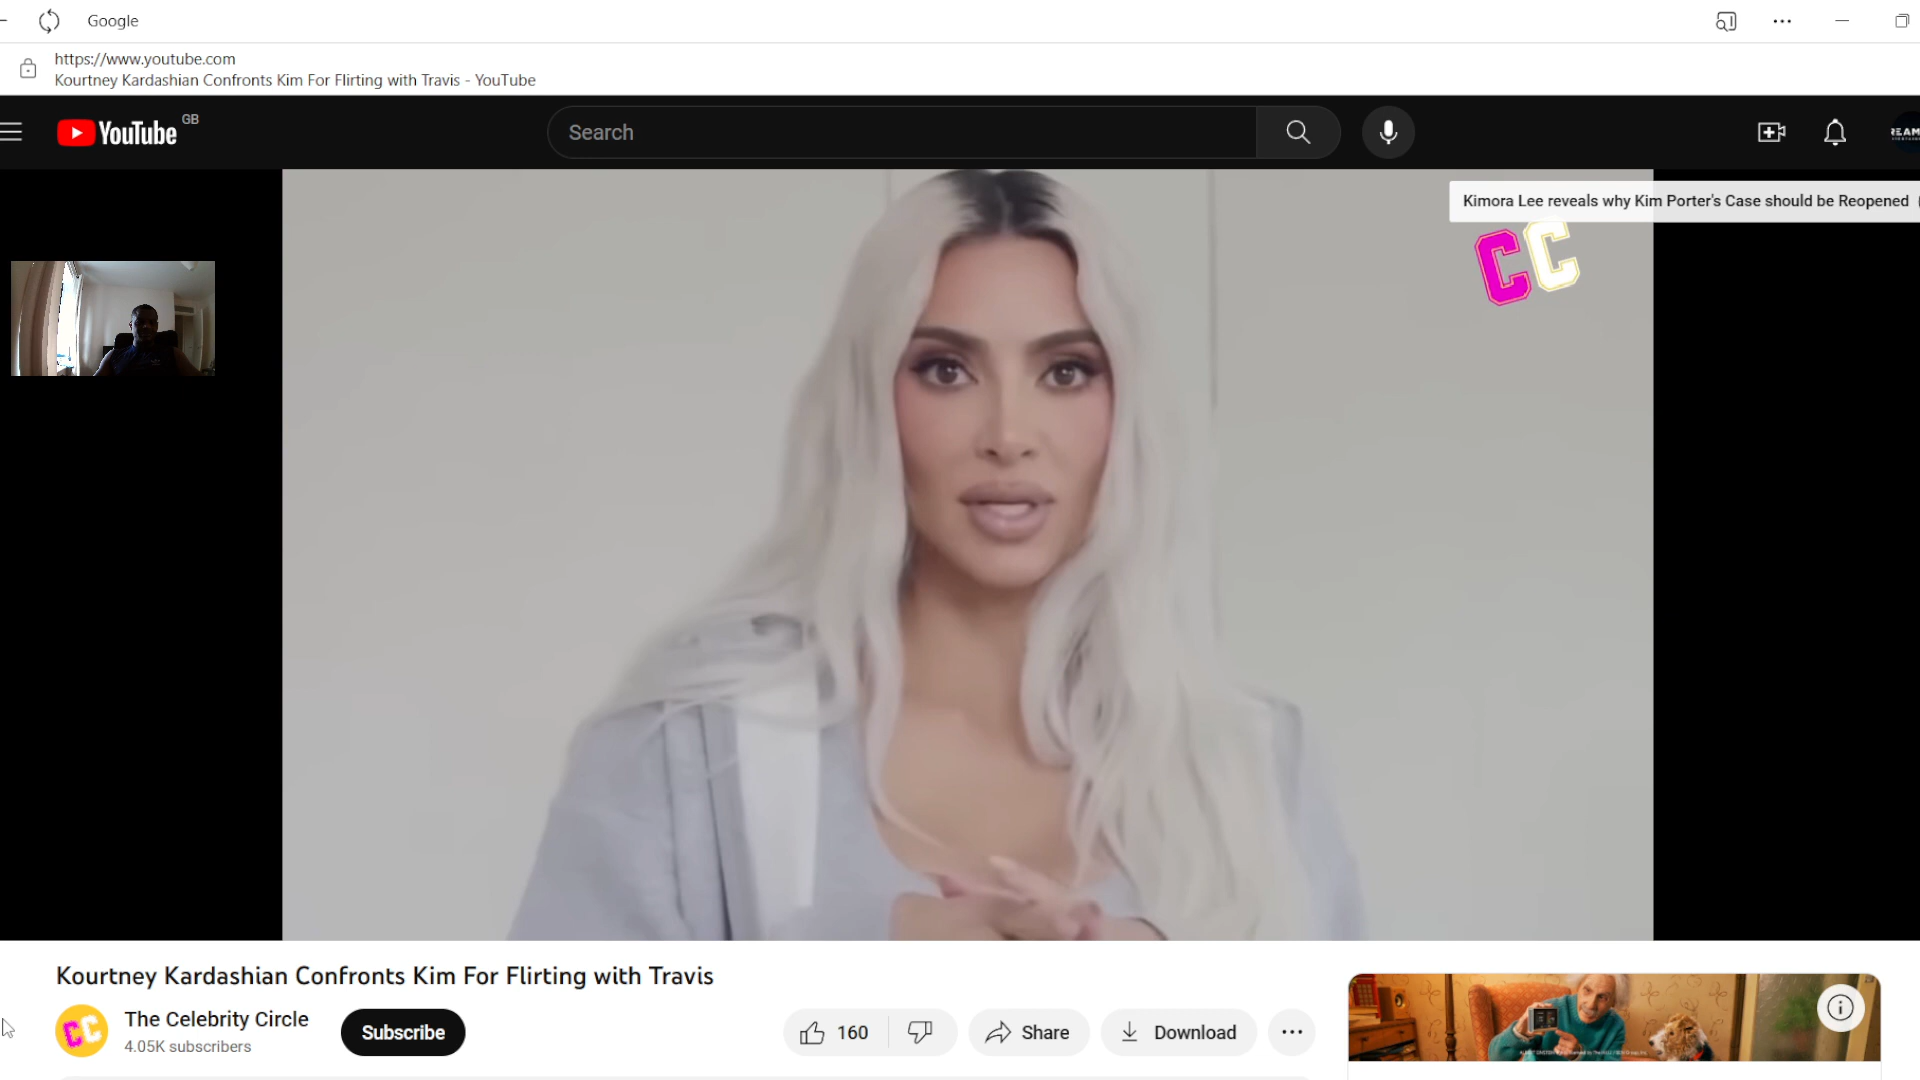 Google
https://www.youtube.com
Kourtney Kardashian Confronts Kim For Flirting with Travis - YouTube
YouTube GB
Search
Kimora Lee reveals why Kim Porter's Case should be Reopened
CC
Kourtney Kardashian Confronts Kim For Flirting with Travis
CC
The Celebrity Circle
4.05K subscribers
Subscribe
160
Share
Download